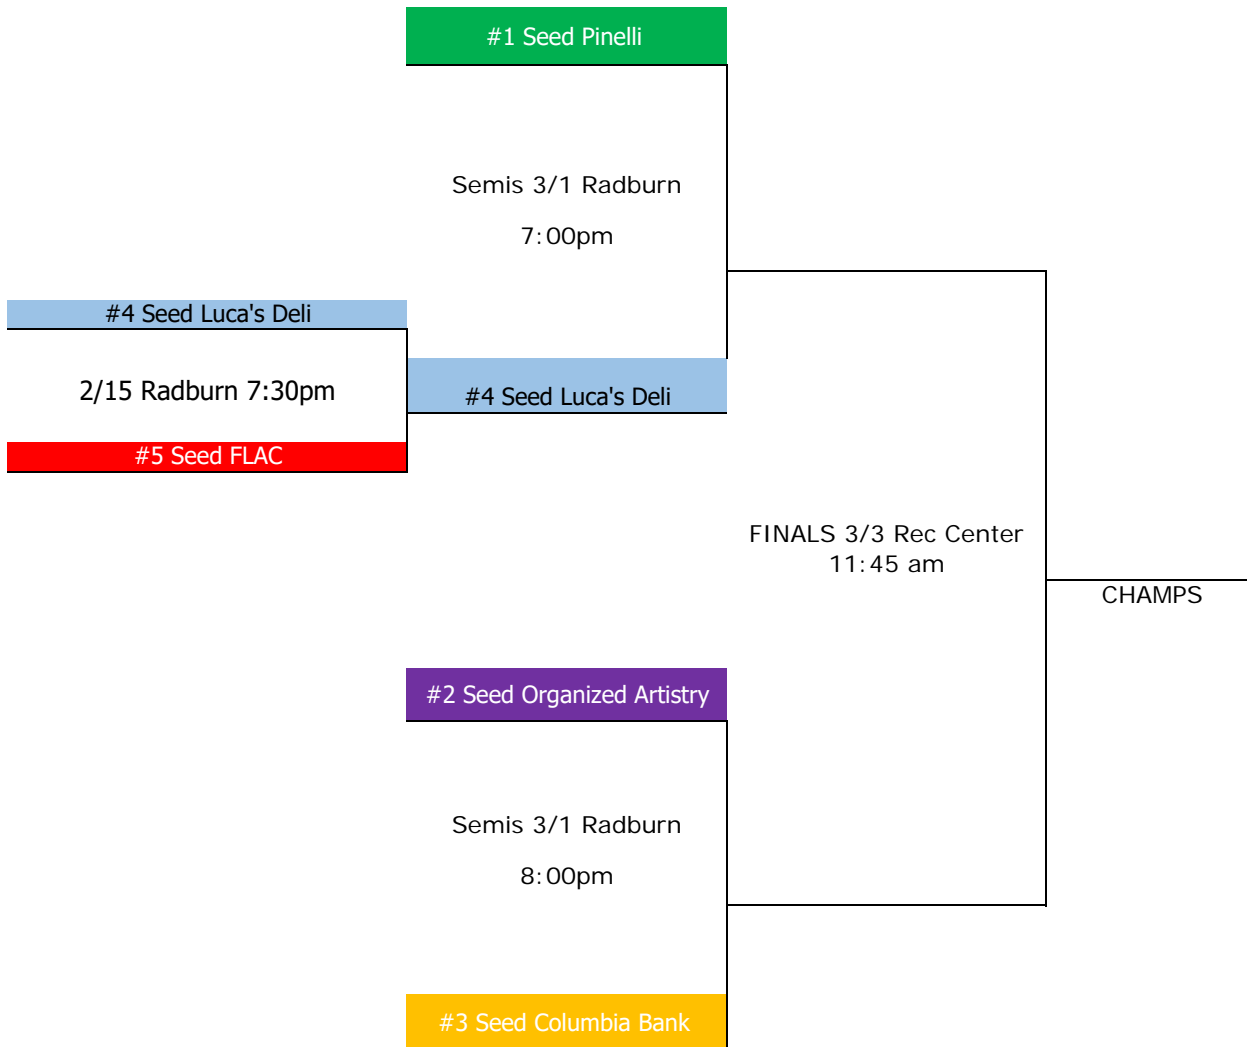 #1 Seed Pinelli
Semis 3/1 Radburn
7:00pm
#4 Seed Luca's Deli
2/15 Radburn 7:30pm
#4 Seed Luca's Deli
#5 Seed FLAC
FINALS 3/3 Rec Center
11:45 am
CHAMPS
#2 Seed Organized Artistry
Semis 3/1 Radburn
8:00pm
#3 Seed Columbia Bank